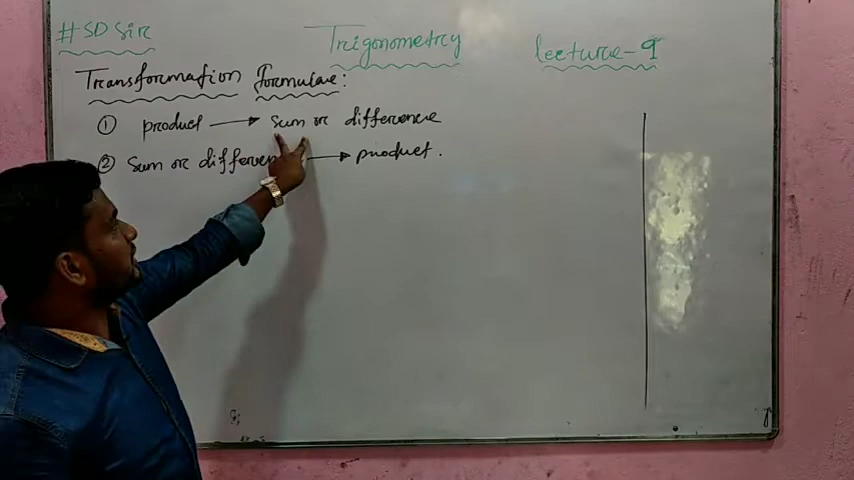 #SD Sir Trigonometry lecture-9
Transformation formulae:
① product → sum or difference
② Sum or differen → product.